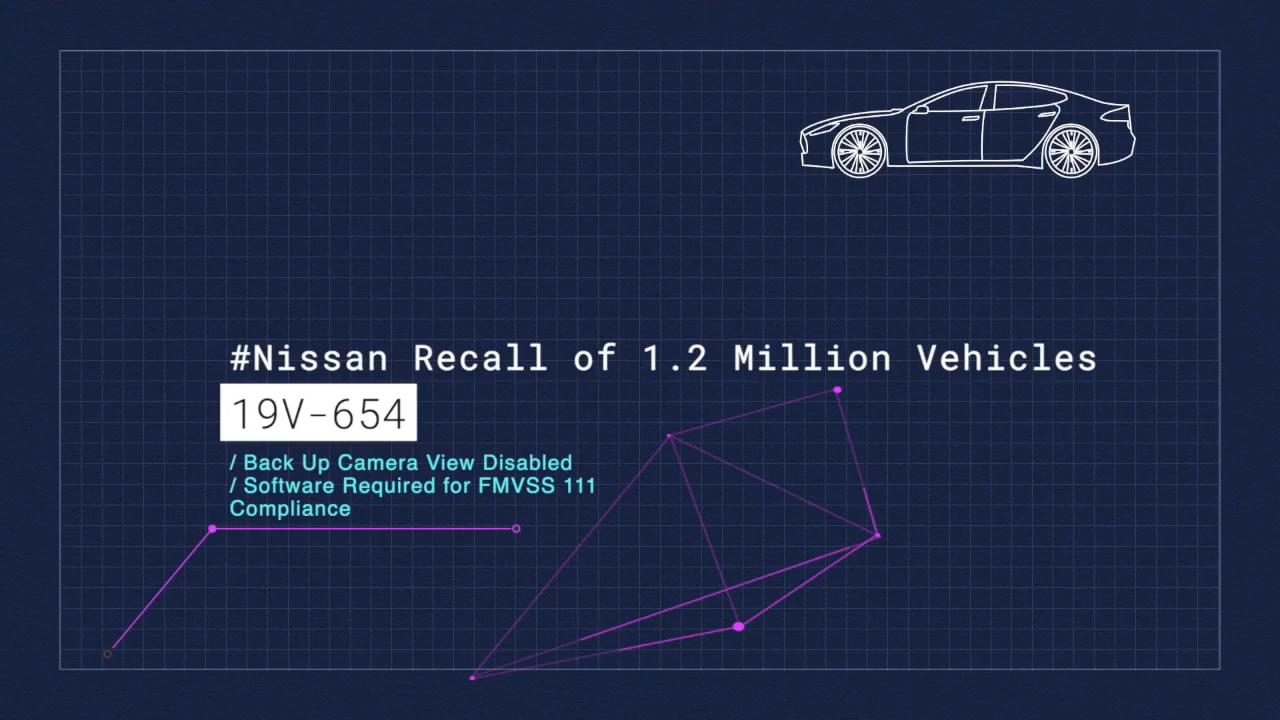 #Nissan Recall of 1.2 Million Vehicles
19V-654
/ Back Up Camera View Disabled
/ Software Required for FMVSS 111
Compliance